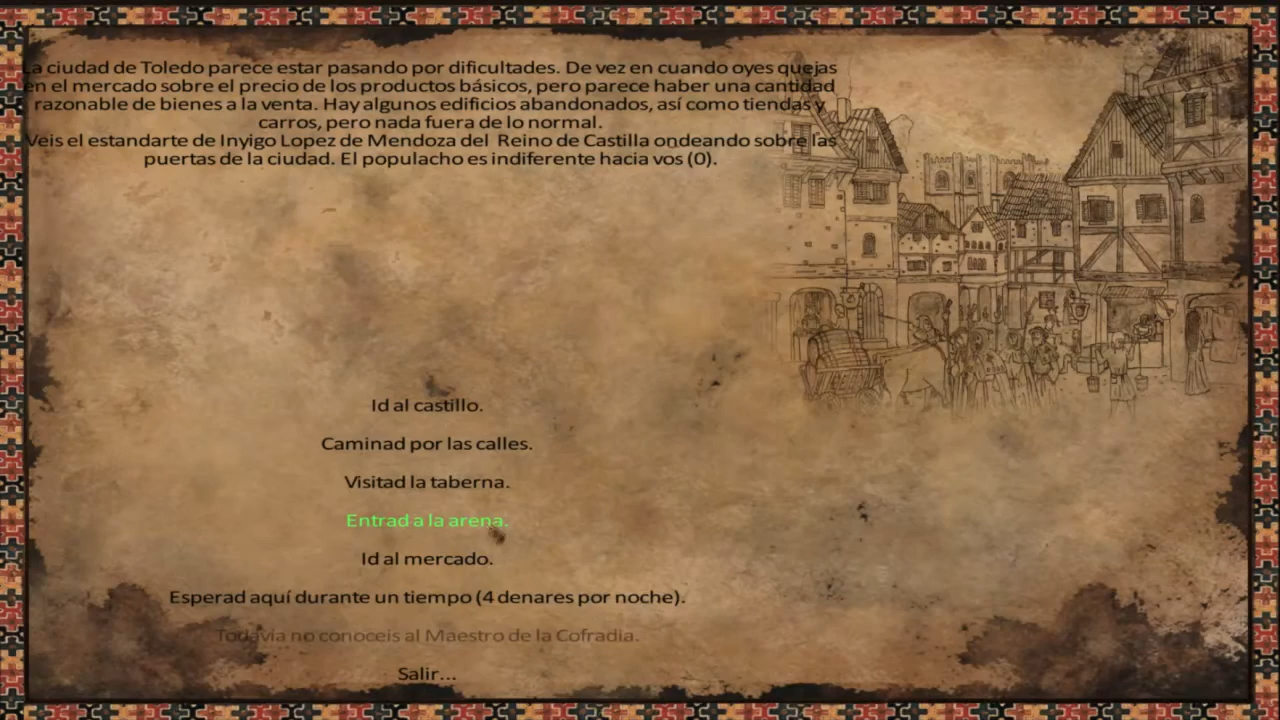 La ciudad de Toledo parece estar pasando por dificultades. De vez en cuando oyes quejas
en el mercado sobre el precio de los productos básicos, pero parece haber una cantidad
razonable de bienes a la venta. Hay algunos edificios abandonados, así como tiendas y
carros, pero nada fuera de lo normal.
Veis el estandarte de Inyigo Lopez de Mendoza del Reino de Castilla ondeando sobre las
puertas de la ciudad. El populacho es indiferente hacia vos (0).
Id al castillo.
Caminad por las calles.
Visitad la taberna.
Entrad a la arena.
Id al mercado.
Esperad aquí durante un tiempo (4 denares por noche).
Todavia no conoceis al Maestro de la Cofradia.
Salir...